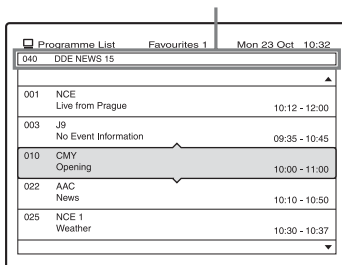 Programme List Favourites 1 Mon 23 Oct 10:32
040 DDE NEWS 15
001 NCE
Live from Prague 10:12 - 12:00
003 J9
No Event Information 09:35 - 10:45
010 CMY
Opening 10:00 - 11:00
022 AAC
News 10:10 - 10:50
025 NCE 1
Weather 10:30 - 10:37